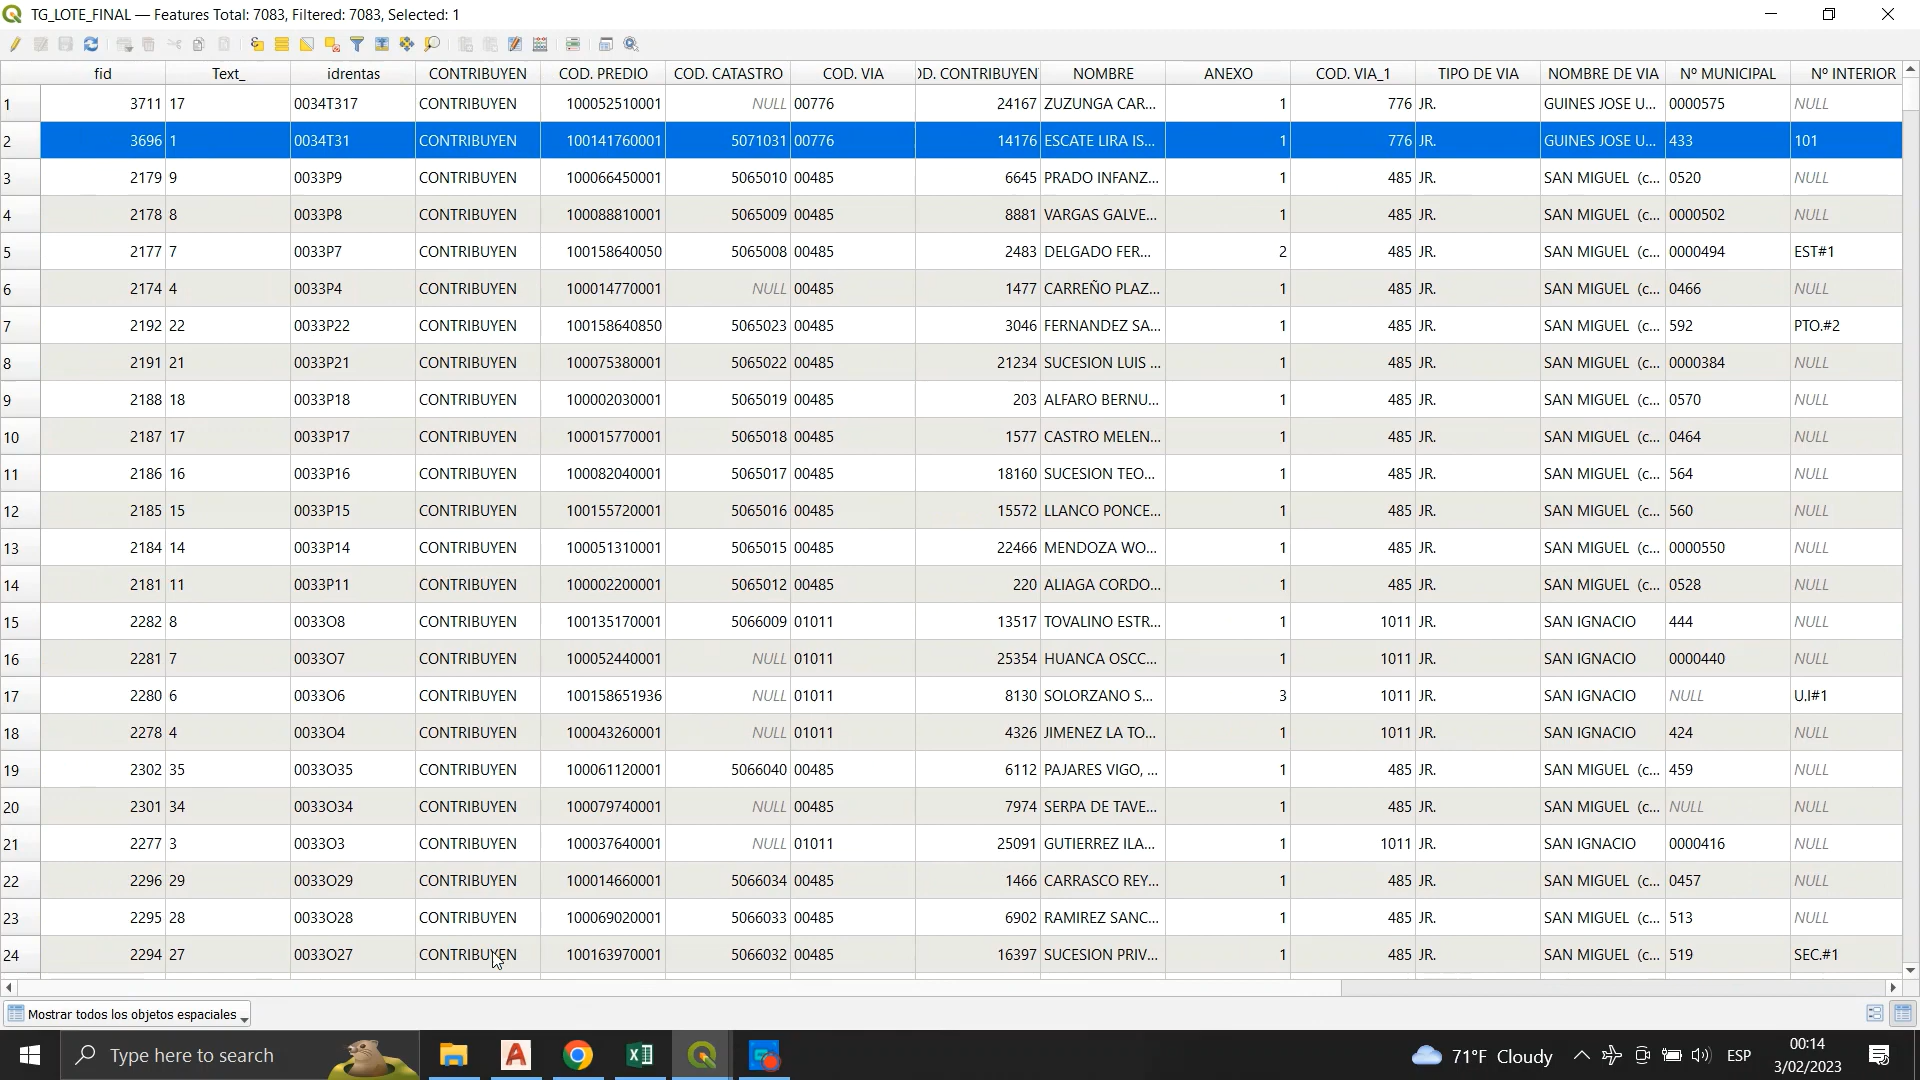 TG_LOTE_FINAL — Features Total: 7083, Filtered: 7083, Selected: 1
fid Text_ idrentas CONTRIBUYEN COD. PREDIO COD. CATASTRO COD. VIA D. CONTRIBUYEN NOMBRE ANEXO COD. VIA_1 TIPO DE VIA NOMBRE DE VIA Nº MUNICIPAL Nº INTERIOR
1 3711 17 0034T317 CONTRIBUYEN 100052510001 NULL 00776 24167 ZUZUNGA CAR... 1 776 JR. GUINES JOSE U... 0000575 NULL
2 3696 1 0034T31 CONTRIBUYEN 100141760001 5071031 00776 14176 ESCATE LIRA IS... 1 776 JR. GUINES JOSE U... 433 101
3 2179 9 0033P9 CONTRIBUYEN 100066450001 5065010 00485 6645 PRADO INFANZ... 1 485 JR. SAN MIGUEL (c... 0520 NULL
4 2178 8 0033P8 CONTRIBUYEN 100088810001 5065009 00485 8881 VARGAS GALVE... 1 485 JR. SAN MIGUEL (c... 0000502 NULL
5 2177 7 0033P7 CONTRIBUYEN 100158640050 5065008 00485 2483 DELGADO FER... 2 485 JR. SAN MIGUEL (c... 0000494 EST#1
6 2174 4 0033P4 CONTRIBUYEN 100014770001 NULL 00485 1477 CARREÑO PLAZ... 1 485 JR. SAN MIGUEL (c... 0466 NULL
7 2192 22 0033P22 CONTRIBUYEN 100158640850 5065023 00485 3046 FERNANDEZ SA... 1 485 JR. SAN MIGUEL (c... 592 PTO.#2
8 2191 21 0033P21 CONTRIBUYEN 100075380001 5065022 00485 21234 SUCESION LUIS ... 1 485 JR. SAN MIGUEL (c... 0000384 NULL
9 2188 18 0033P18 CONTRIBUYEN 100002030001 5065019 00485 203 ALFARO BERNU... 1 485 JR. SAN MIGUEL (c... 0570 NULL
10 2187 17 0033P17 CONTRIBUYEN 100015770001 5065018 00485 1577 CASTRO MELEN... 1 485 JR. SAN MIGUEL (c... 0464 NULL
11 2186 16 0033P16 CONTRIBUYEN 100082040001 5065017 00485 18160 SUCESION TEO... 1 485 JR. SAN MIGUEL (c... 564 NULL
12 2185 15 0033P15 CONTRIBUYEN 100155720001 5065016 00485 15572 LLANCO PONCE... 1 485 JR. SAN MIGUEL (c... 560 NULL
13 2184 14 0033P14 CONTRIBUYEN 100051310001 5065015 00485 22466 MENDOZA WO... 1 485 JR. SAN MIGUEL (c... 0000550 NULL
14 2181 11 0033P11 CONTRIBUYEN 100002200001 5065012 00485 220 ALIAGA CORDO... 1 485 JR. SAN MIGUEL (c... 0528 NULL
15 2282 8 0033O8 CONTRIBUYEN 100135170001 5066009 01011 13517 TOVALINO ESTR... 1 1011 JR. SAN IGNACIO 444 NULL
16 2281 7 0033O7 CONTRIBUYEN 100052440001 NULL 01011 25354 HUANCA OSCC... 1 1011 JR. SAN IGNACIO 0000440 NULL
17 2280 6 0033O6 CONTRIBUYEN 100158651936 NULL 01011 8130 SOLORZANO S... 3 1011 JR. SAN IGNACIO NULL U.I#1
18 2278 4 0033O4 CONTRIBUYEN 100043260001 NULL 01011 4326 JIMENEZ LA TO... 1 1011 JR. SAN IGNACIO 424 NULL
19 2302 35 0033O35 CONTRIBUYEN 100061120001 5066040 00485 6112 PAJARES VIGO, ... 1 485 JR. SAN MIGUEL (c... 459 NULL
20 2301 34 0033O34 CONTRIBUYEN 100079740001 NULL 00485 7974 SERPA DE TAVE... 1 485 JR. SAN MIGUEL (c... NULL NULL
21 2277 3 0033O3 CONTRIBUYEN 100037640001 NULL 01011 25091 GUTIERREZ ILA... 1 1011 JR. SAN IGNACIO 0000416 NULL
22 2296 29 0033O29 CONTRIBUYEN 100014660001 5066034 00485 1466 CARRASCO REY... 1 485 JR. SAN MIGUEL (c... 0457 NULL
23 2295 28 0033O28 CONTRIBUYEN 100069020001 5066033 00485 6902 RAMIREZ SANC... 1 485 JR. SAN MIGUEL (c... 513 NULL
24 2294 27 0033O27 CONTRIBUYEN 100163970001 5066032 00485 16397 SUCESION PRIV... 1 485 JR. SAN MIGUEL (c... 519 SEC.#1
Mostrar todos los objetos espaciales
Type here to search
71°F Cloudy
ESP
00:14
3/02/2023